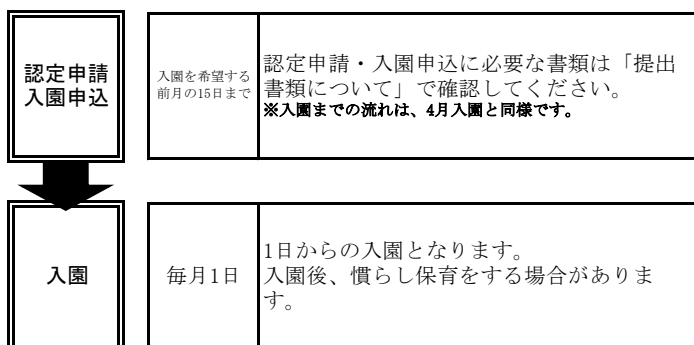 認定申請
入園申込
入園を希望する
前月の15日まで
認定申請・入園申込に必要な書類は「提出
書類について」で確認してください。
※入園までの流れは、4月入園と同様です。
入園
毎月1日
1日からの入園となります。
入園後、慣らし保育をする場合がありま
す。